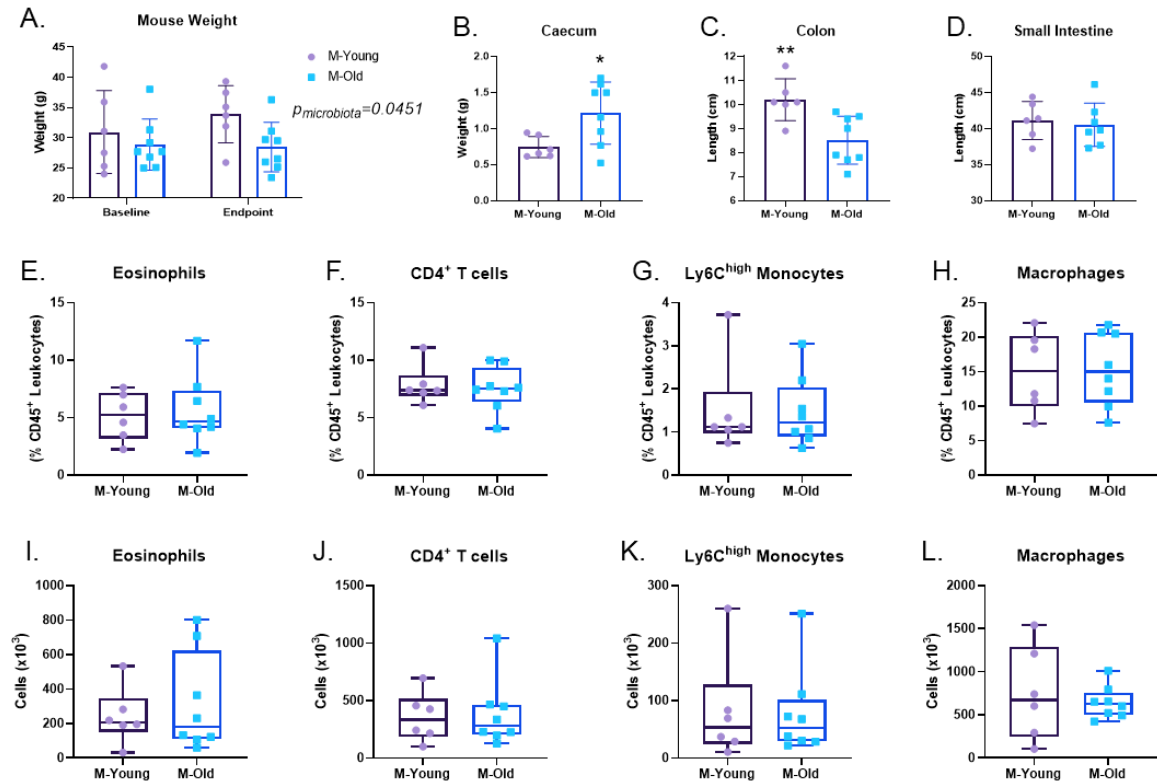 A.
Mouse Weight
Weight (g)
45
40
35
30
25
20
Baseline
Endpoint
M-Young
M-Old
pmicrobiota=0.0451
B.
Caecum
Weight (g)
2.0
1.5
1.0
0.5
0.0
*
M-Young
M-Old
C.
Colon
Length (cm)
12
11
10
9
8
7
6
**
M-Young
M-Old
D.
Small Intestine
Length (cm)
50
45
40
35
30
M-Young
M-Old
E.
Eosinophils
(% CD45⁺ Leukocytes)
15
10
5
0
M-Young
M-Old
F.
CD4⁺ T cells
(% CD45⁺ Leukocytes)
15
10
5
0
M-Young
M-Old
G.
Ly6Cʰⁱᵍʰ Monocytes
(% CD45⁺ Leukocytes)
4
3
2
1
0
M-Young
M-Old
H.
Macrophages
(% CD45⁺ Leukocytes)
25
20
15
10
5
0
M-Young
M-Old
I.
Eosinophils
Cells (x10³)
1000
800
600
400
200
0
M-Young
M-Old
J.
CD4⁺ T cells
Cells (x10³)
1500
1000
500
0
M-Young
M-Old
K.
Ly6Cʰⁱᵍʰ Monocytes
Cells (x10³)
300
200
100
0
M-Young
M-Old
L.
Macrophages
Cells (x10³)
2000
1500
1000
500
0
M-Young
M-Old